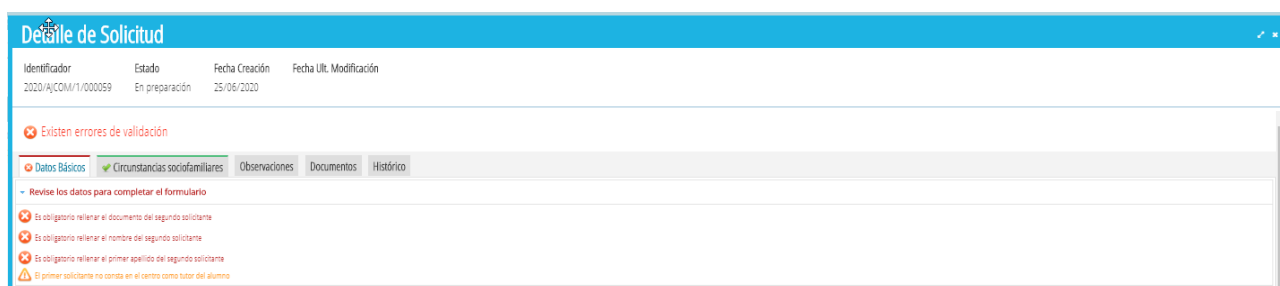 Detalle de Solicitud
Identificador Estado Fecha Creación Fecha Ult. Modificación
2020/AJCOM/1/000059 En preparación 25/06/2020
Existen errores de validación
Datos Básicos Circunstancias sociofamiliares Observaciones Documentos Histórico
Revise los datos para completar el formulario
Es obligatorio rellenar el documento del segundo solicitante
Es obligatorio rellenar el nombre del segundo solicitante
Es obligatorio rellenar el primer apellido del segundo solicitante
El primer solicitante no consta en el centro como tutor del alumno